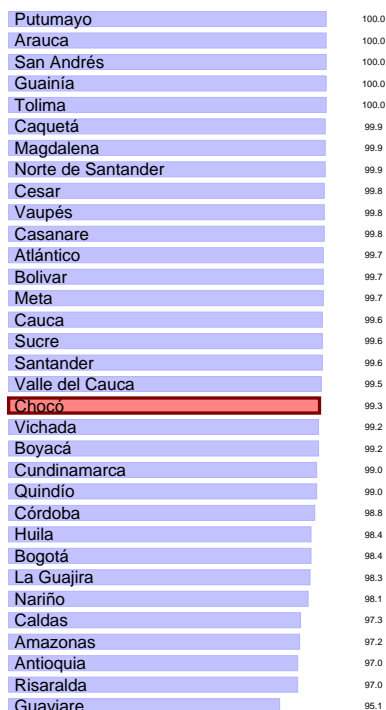 Putumayo 100.0
Arauca 100.0
San Andrés 100.0
Guainía 100.0
Tolima 100.0
Caquetá 99.9
Magdalena 99.9
Norte de Santander 99.9
Cesar 99.8
Vaupés 99.8
Casanare 99.8
Atlántico 99.7
Bolivar 99.7
Meta 99.7
Cauca 99.6
Sucre 99.6
Santander 99.6
Valle del Cauca 99.5
Chocó 99.3
Vichada 99.2
Boyacá 99.2
Cundinamarca 99.0
Quindío 99.0
Córdoba 98.8
Huila 98.4
Bogotá 98.4
La Guajira 98.3
Nariño 98.1
Caldas 97.3
Amazonas 97.2
Antioquia 97.0
Risaralda 97.0
Guaviare 95.1